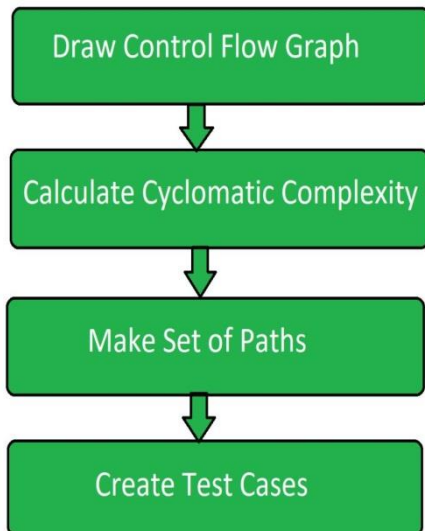 Draw Control Flow Graph
Calculate Cyclomatic Complexity
Make Set of Paths
Create Test Cases